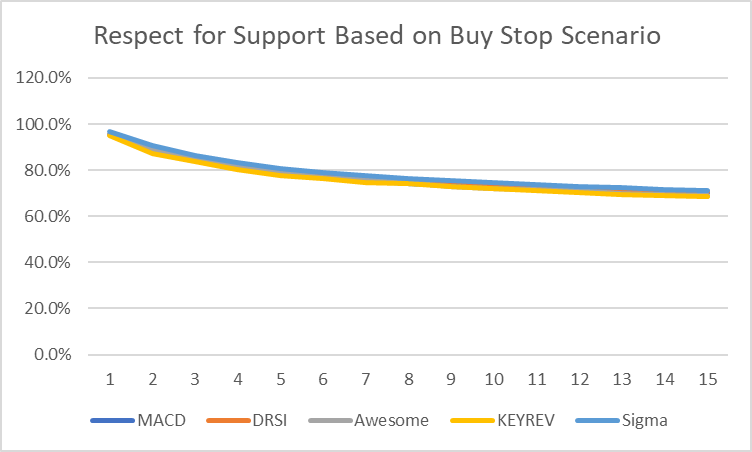 Respect for Support Based on Buy Stop Scenario
120.0%
100.0%
80.0%
60.0%
40.0%
20.0%
0.0%
1 2 3 4 5 6 7 8 9 10 11 12 13 14 15
MACD DRSI Awesome KEYREV Sigma